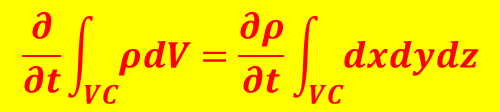 ∂/∂t ∫_VC ρdV = ∂ρ/∂t ∫_VC dxdydz